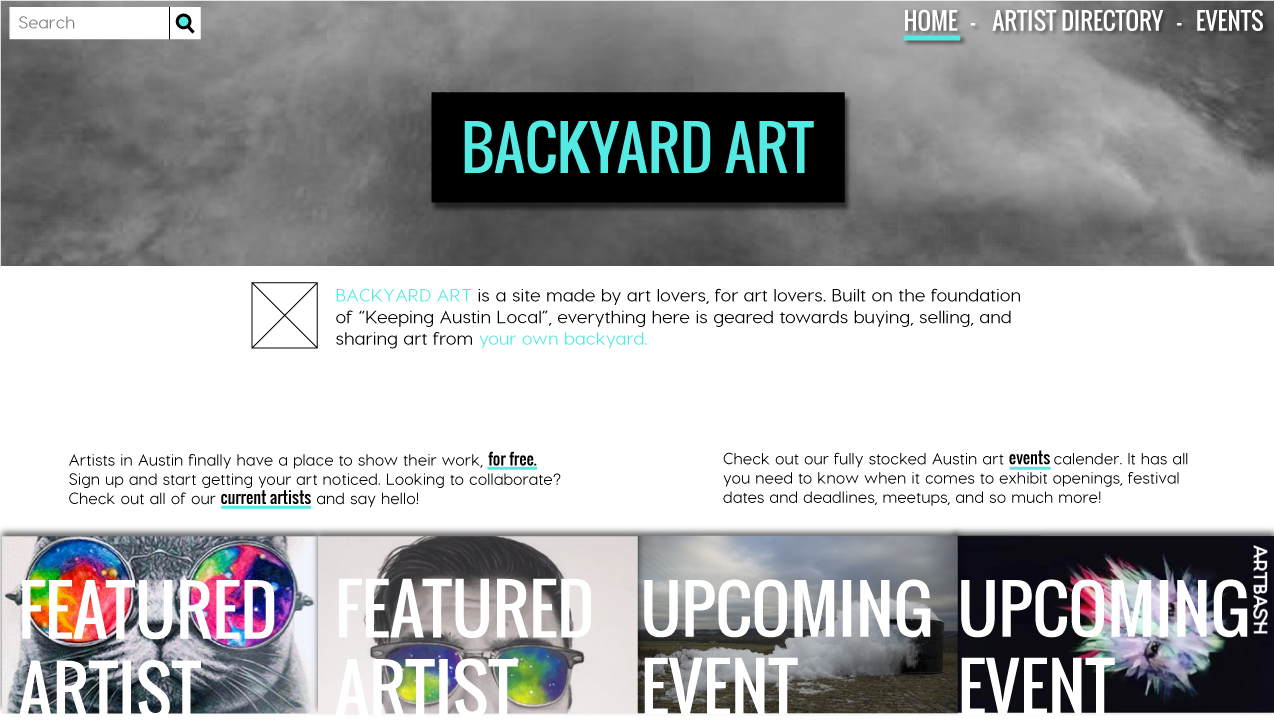 Search
HOME - ARTIST DIRECTORY - EVENTS
BACKYARD ART
BACKYARD ART is a site made by art lovers, for art lovers. Built on the foundation
of “Keeping Austin Local”, everything here is geared towards buying, selling, and
sharing art from your own backyard.
Artists in Austin finally have a place to show their work, for free.
Sign up and start getting your art noticed. Looking to collaborate?
Check out all of our current artists and say hello!
Check out our fully stocked Austin art events calender. It has all
you need to know when it comes to exhibit openings, festival
dates and deadlines, meetups, and so much more!
FEATURED
ARTIST
FEATURED
ARTIST
UPCOMING
EVENT
UPCOMING
EVENT
ARTBASH